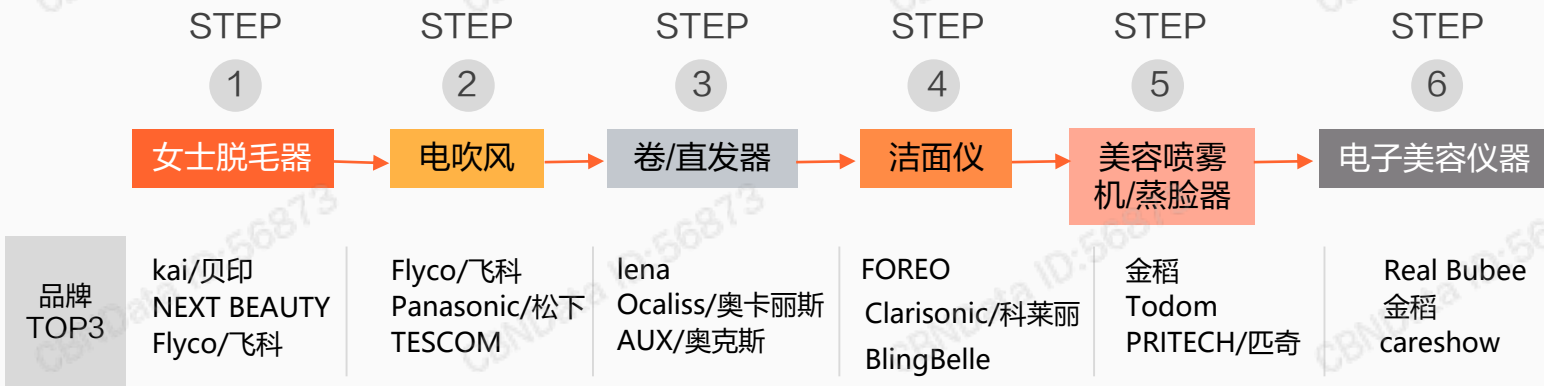 STEP STEP STEP STEP STEP STEP
1 2 3 4 5 6
女士脱毛器 电吹风 卷/直发器 洁面仪 美容喷雾
机/蒸脸器 电子美容仪器
品牌
TOP3
kai/贝印
NEXT BEAUTY
Flyco/飞科
Flyco/飞科
Panasonic/松下
TESCOM
lena
Ocaliss/奥卡丽斯
AUX/奥克斯
FOREO
Clarisonic/科莱丽
BlingBelle
金稻
Todom
PRITECH/匹奇
Real Bubee
金稻
careshow
CBNData ID:56873